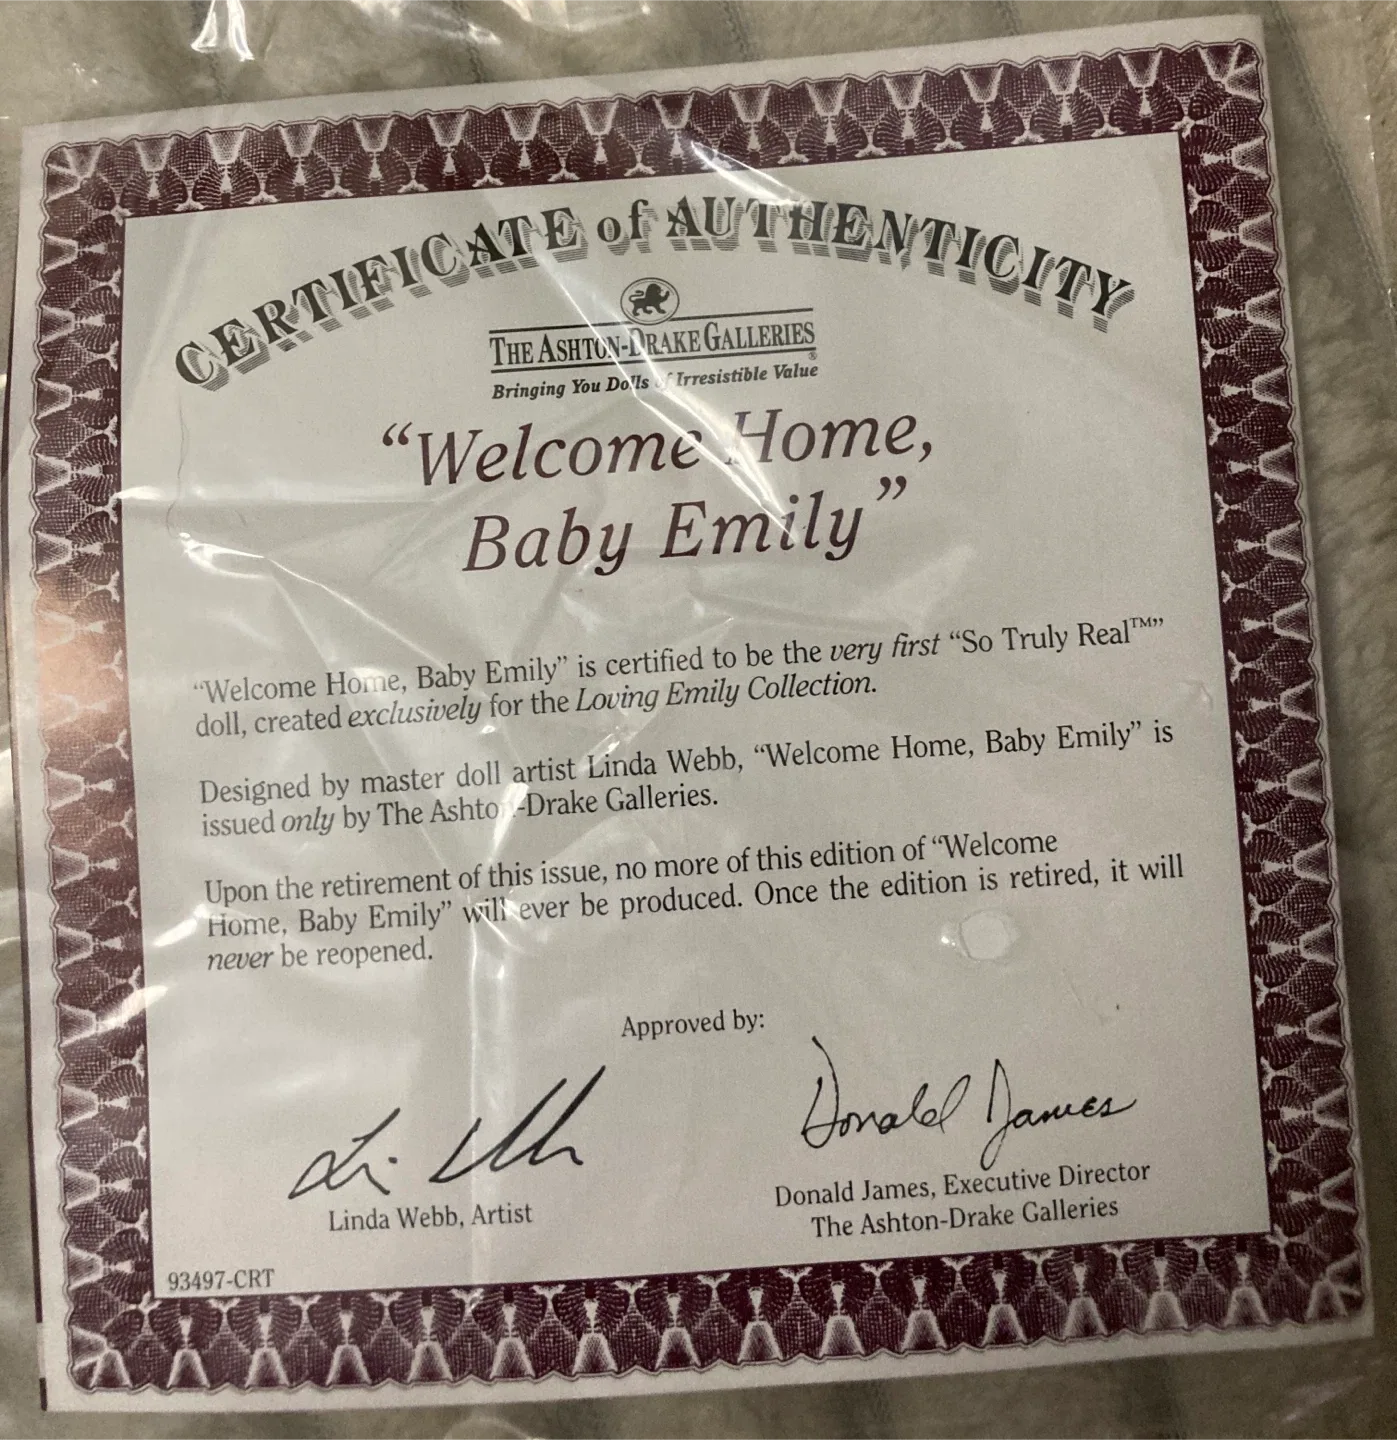 CERTIFICATE of AUTHENTICITY
THE ASHTON-DRAKE GALLERIES®
Bringing You Dolls of Irresistible Value
“Welcome Home,
Baby Emily”
“Welcome Home, Baby Emily” is certified to be the very first “So Truly Real™”
doll, created exclusively for the Loving Emily Collection.
Designed by master doll artist Linda Webb, “Welcome Home, Baby Emily” is
issued only by The Ashton-Drake Galleries.
Upon the retirement of this issue, no more of this edition of “Welcome
Home, Baby Emily” will ever be produced. Once the edition is retired, it will
never be reopened.
Approved by:
Li Webb
Donald James
Linda Webb, Artist
Donald James, Executive Director
The Ashton-Drake Galleries
93497-CRT